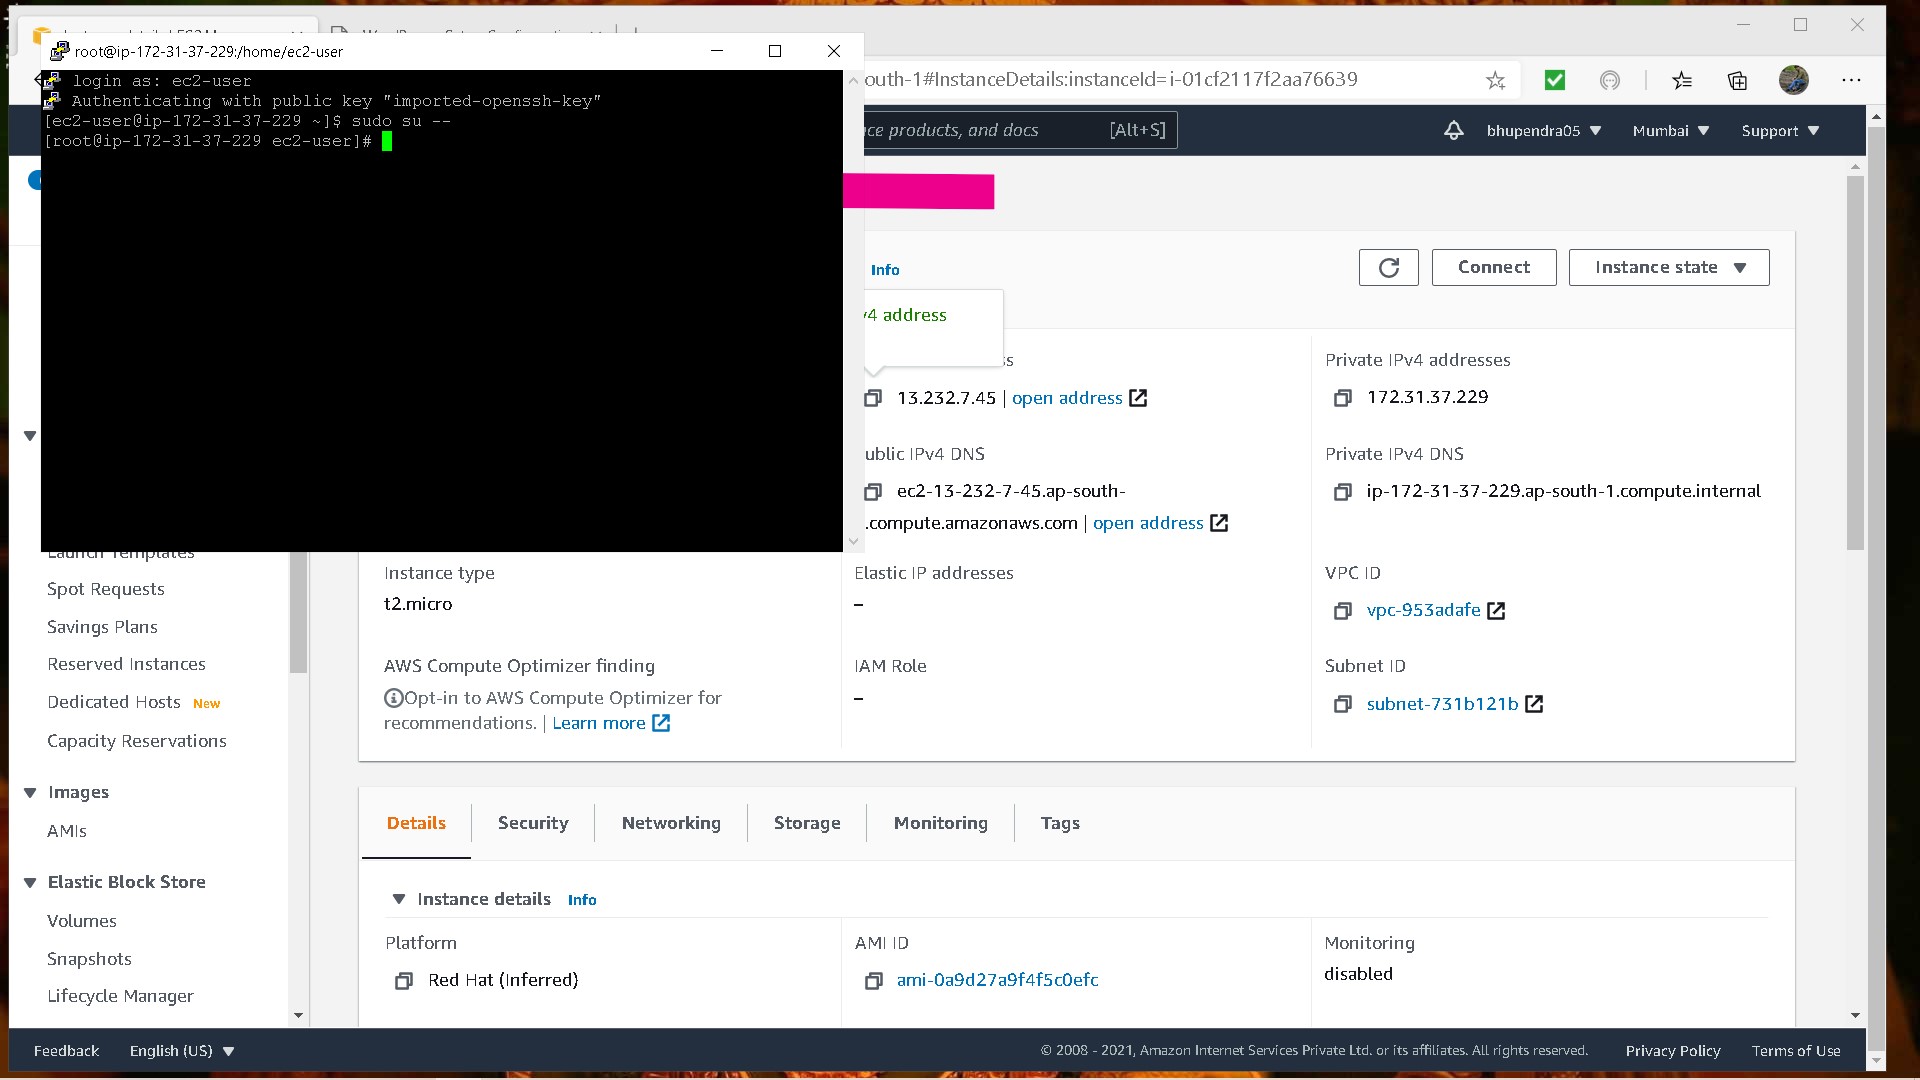 root@ip-172-31-37-229:/home/ec2-user
login as: ec2-user
Authenticating with public key "imported-openssh-key"
[ec2-user@ip-172-31-37-229 ~]$ sudo su --
[root@ip-172-31-37-229 ec2-user]#
outh-1#InstanceDetails:instanceId=i-01cf2117f2aa76639
ce products, and docs [Alt+S]
bhupendra05 Mumbai Support
Info
Connect
Instance state
v4 address
13.232.7.45 | open address
Private IPv4 addresses
172.31.37.229
ublic IPv4 DNS
ec2-13-232-7-45.ap-south-
.compute.amazonaws.com | open address
Private IPv4 DNS
ip-172-31-37-229.ap-south-1.compute.internal
Instance type
t2.micro
Elastic IP addresses
–
VPC ID
vpc-953adafe
AWS Compute Optimizer finding
Opt-in to AWS Compute Optimizer for
recommendations. | Learn more
IAM Role
–
Subnet ID
subnet-731b121b
Launch Templates
Spot Requests
Savings Plans
Reserved Instances
Dedicated Hosts New
Capacity Reservations
Images
AMIs
Elastic Block Store
Volumes
Snapshots
Lifecycle Manager
Details Security Networking Storage Monitoring Tags
Instance details Info
Platform
Red Hat (Inferred)
AMI ID
ami-0a9d27a9f4f5c0efc
Monitoring
disabled
Feedback English (US) © 2008 - 2021, Amazon Internet Services Private Ltd. or its affiliates. All rights reserved. Privacy Policy Terms of Use